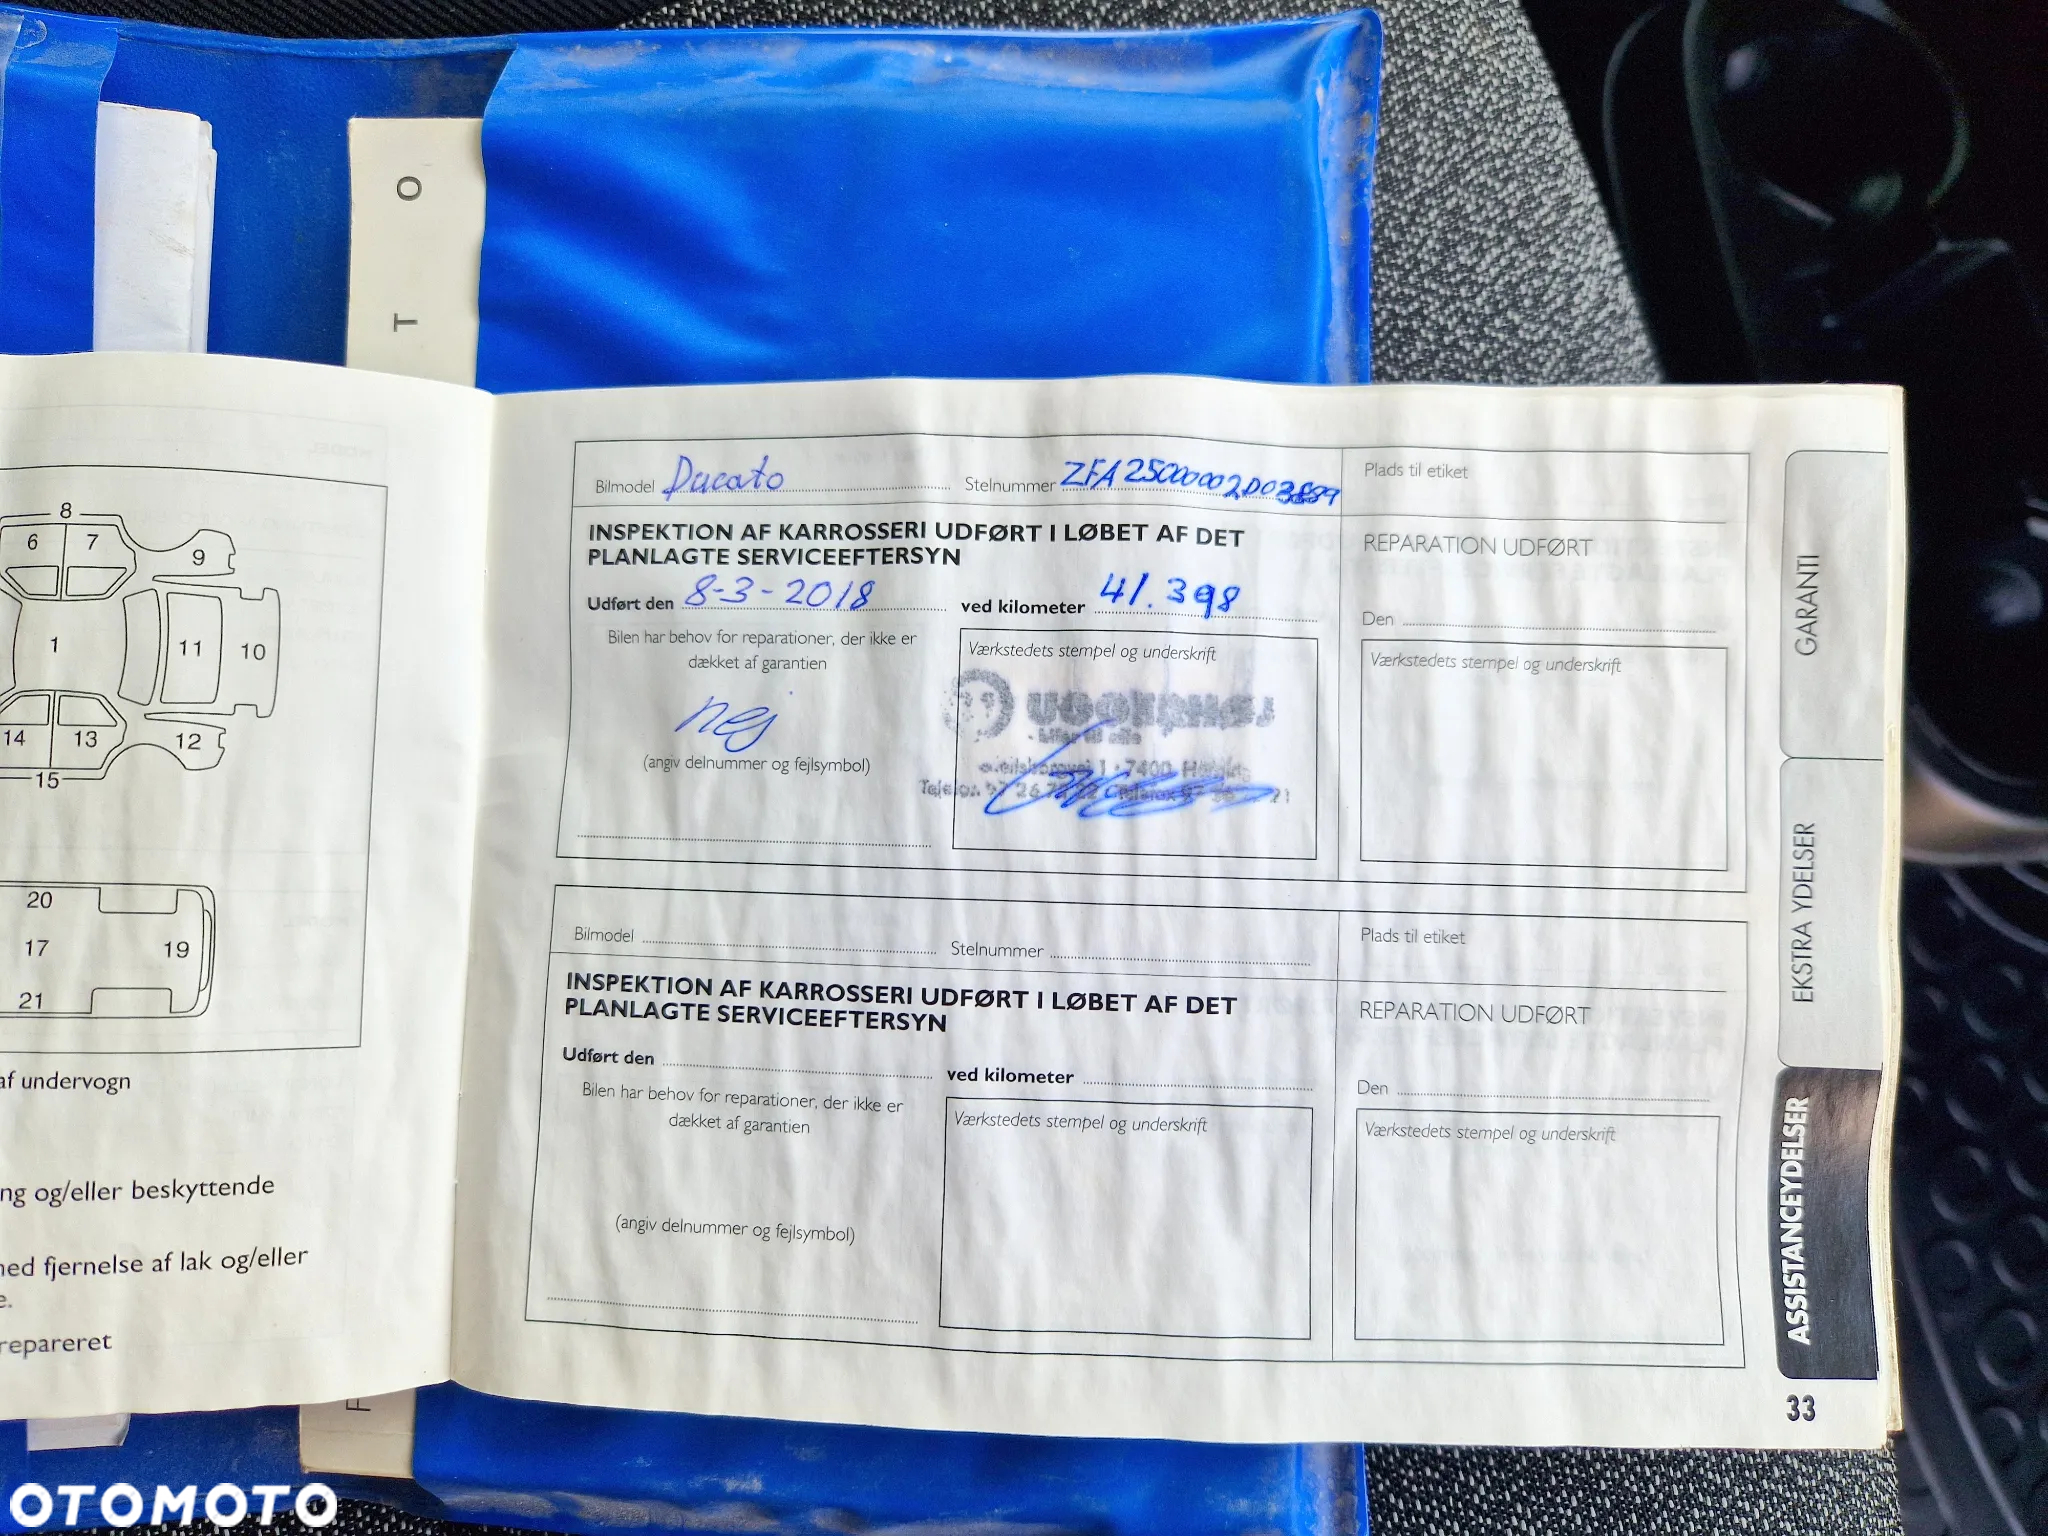 O
T
8
6 7
9
1
11
10
14 13
12
15
20
17
19
21
af undervogn
ng og/eller beskyttende
ned fjernelse af lak og/eller
e.
repareret
Bilmodel Ducato Stelnummer
Plads til etiket
INSPEKTION AF KARROSSERI UDFØRT I LØBET AF DET
PLANLAGTE SERVICEEFTERSYN
REPARATION UDFØRT
Udført den 8-3-2018 ved kilometer 41.398
Den
Bilen har behov for reparationer, der ikke er
dækket af garantien
Værkstedets stempel og underskrift
Værkstedets stempel og underskrift
nej
(angiv delnummer og fejlsymbol)
1 · 7400
Bilmodel Stelnummer
Plads til etiket
INSPEKTION AF KARROSSERI UDFØRT I LØBET AF DET
PLANLAGTE SERVICEEFTERSYN
REPARATION UDFØRT
Udført den ved kilometer
Den
Bilen har behov for reparationer, der ikke er
dækket af garantien
Værkstedets stempel og underskrift
Værkstedets stempel og underskrift
(angiv delnummer og fejlsymbol)
GARANTI
EKSTRA YDELSER
ASSISTANCEYDELSER
33
F
OTOMOTO